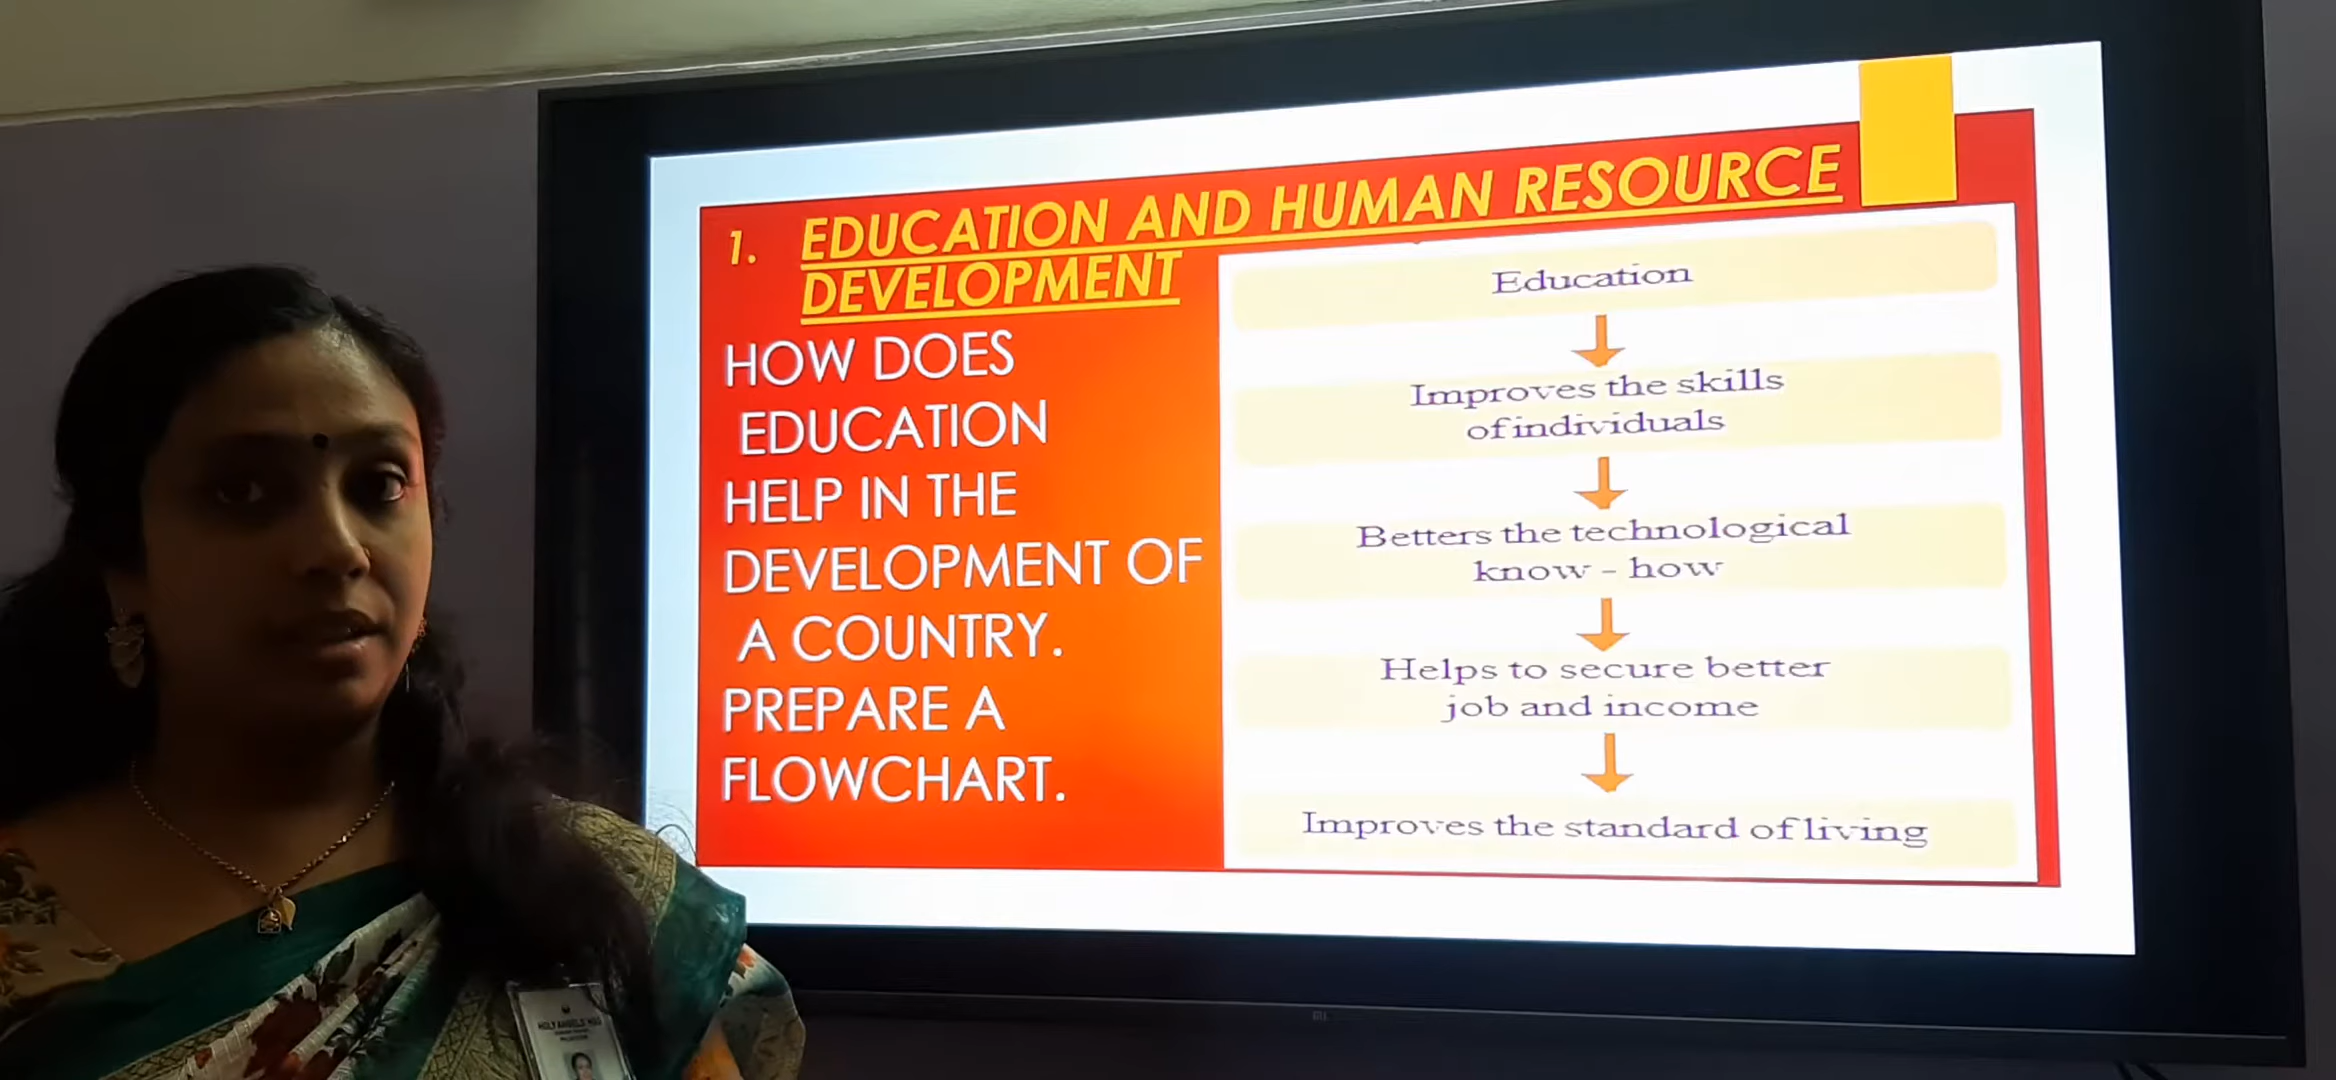 1. EDUCATION AND HUMAN RESOURCE
DEVELOPMENT
HOW DOES
EDUCATION
HELP IN THE
DEVELOPMENT OF
A COUNTRY.
PREPARE A
FLOWCHART.
Education
Improves the skills
of individuals
Betters the technological
know - how
Helps to secure better
job and income
Improves the standard of living
HOLY ANGELS